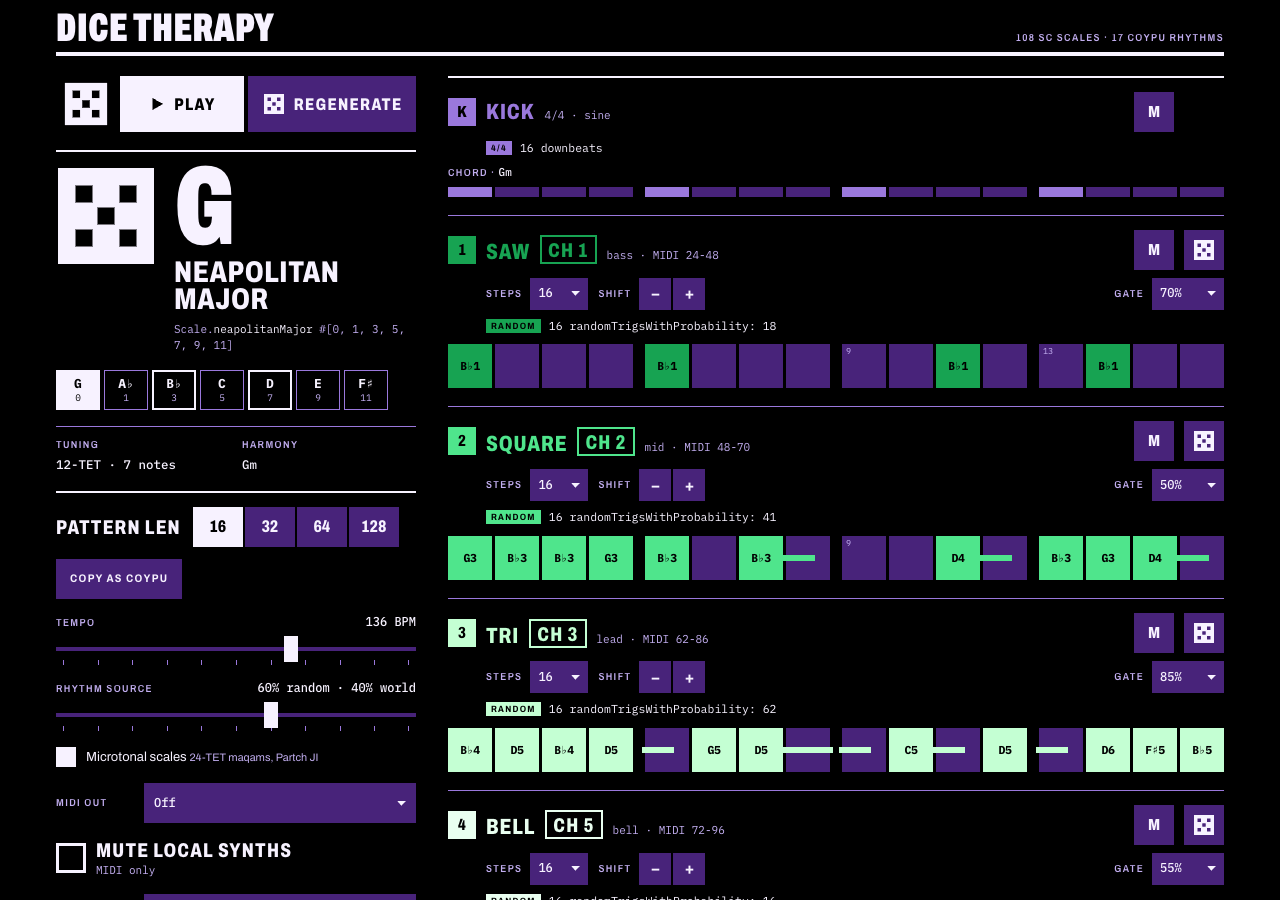 DICE THERAPY
108 SC SCALES · 17 COYPU RHYTHMS
PLAY
REGENERATE
G
NEAPOLITAN
MAJOR
Scale.neapolitanMajor #[0, 1, 3, 5,
7, 9, 11]
G A♭ B♭ C D E F♯
0 1 3 5 7 9 11
TUNING HARMONY
12-TET · 7 notes Gm
PATTERN LEN 16 32 64 128
COPY AS COYPU
TEMPO 136 BPM
RHYTHM SOURCE 60% random · 40% world
Microtonal scales 24-TET maqams, Partch JI
MIDI OUT Off
MUTE LOCAL SYNTHS
MIDI only
K KICK 4/4 · sine M
4/4 16 downbeats
CHORD · Gm
1 SAW CH 1 bass · MIDI 24-48 M
STEPS 16 SHIFT − + GATE 70%
RANDOM 16 randomTrigsWithProbability: 18
B♭1 B♭1 9 B♭1 13 B♭1
2 SQUARE CH 2 mid · MIDI 48-70 M
STEPS 16 SHIFT − + GATE 50%
RANDOM 16 randomTrigsWithProbability: 41
G3 B♭3 B♭3 G3 B♭3 B♭3 9 D4 B♭3 G3 D4
3 TRI CH 3 lead · MIDI 62-86 M
STEPS 16 SHIFT − + GATE 85%
RANDOM 16 randomTrigsWithProbability: 62
B♭4 D5 B♭4 D5 G5 D5 C5 D5 D6 F♯5 B♭5
4 BELL CH 5 bell · MIDI 72-96 M
STEPS 16 SHIFT − + GATE 55%
RANDOM 16 randomTrigsWithProbability: